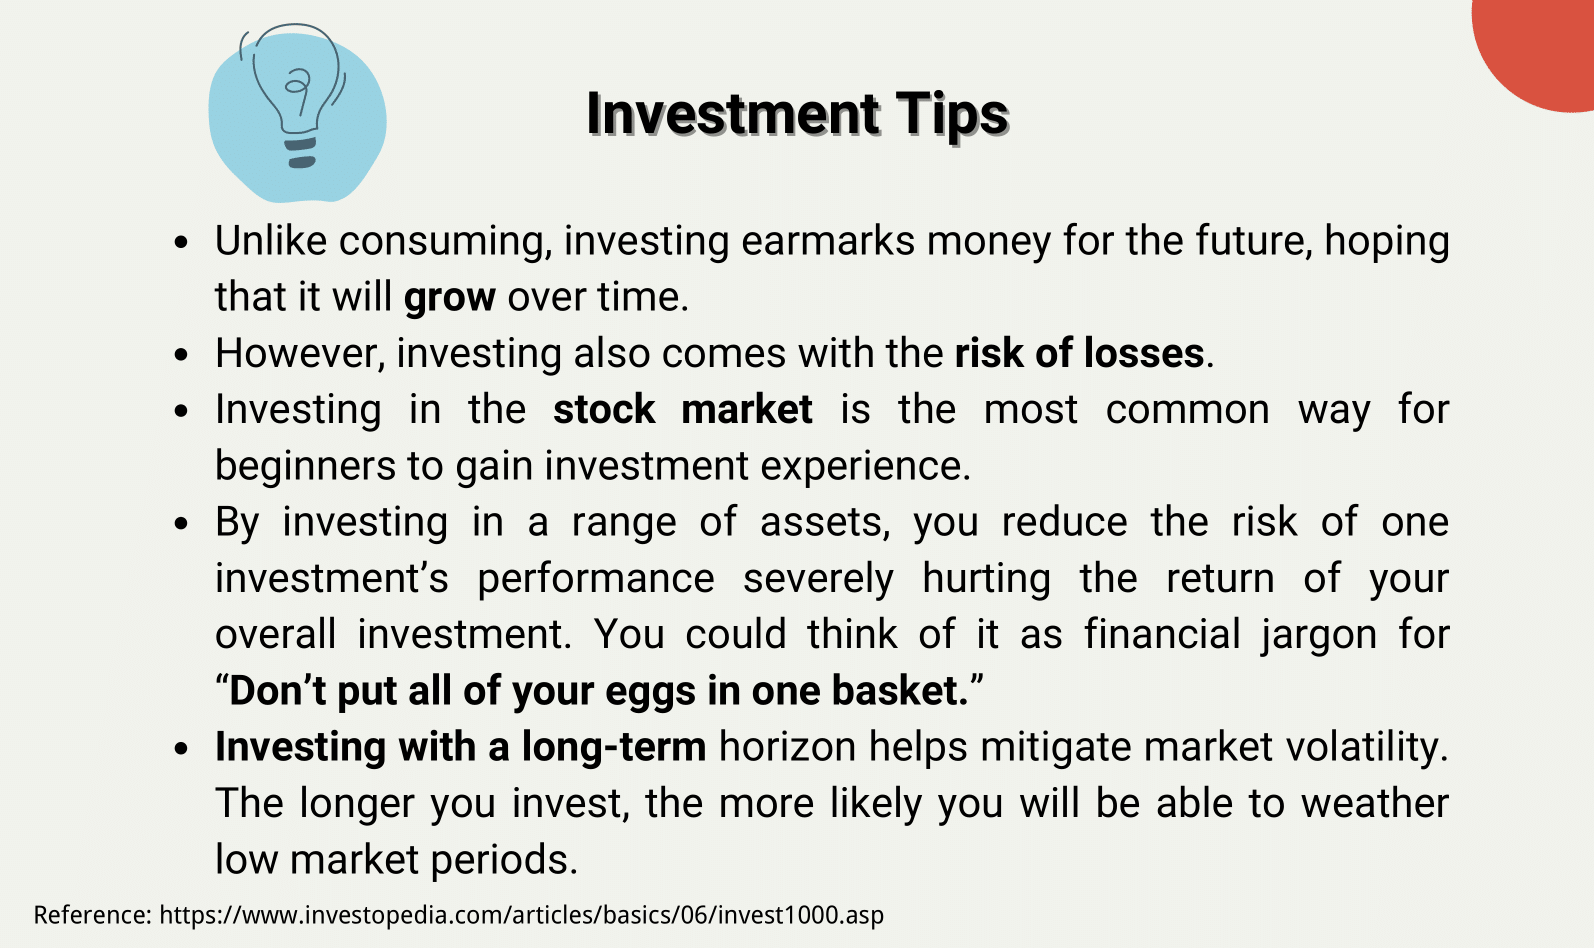 Investment Tips
• Unlike consuming, investing earmarks money for the future, hoping
that it will grow over time.
• However, investing also comes with the risk of losses.
• Investing in the stock market is the most common way for
beginners to gain investment experience.
• By investing in a range of assets, you reduce the risk of one
investment’s performance severely hurting the return of your
overall investment. You could think of it as financial jargon for
“Don’t put all of your eggs in one basket.”
• Investing with a long-term horizon helps mitigate market volatility.
The longer you invest, the more likely you will be able to weather
low market periods.
Reference: https://www.investopedia.com/articles/basics/06/invest1000.asp